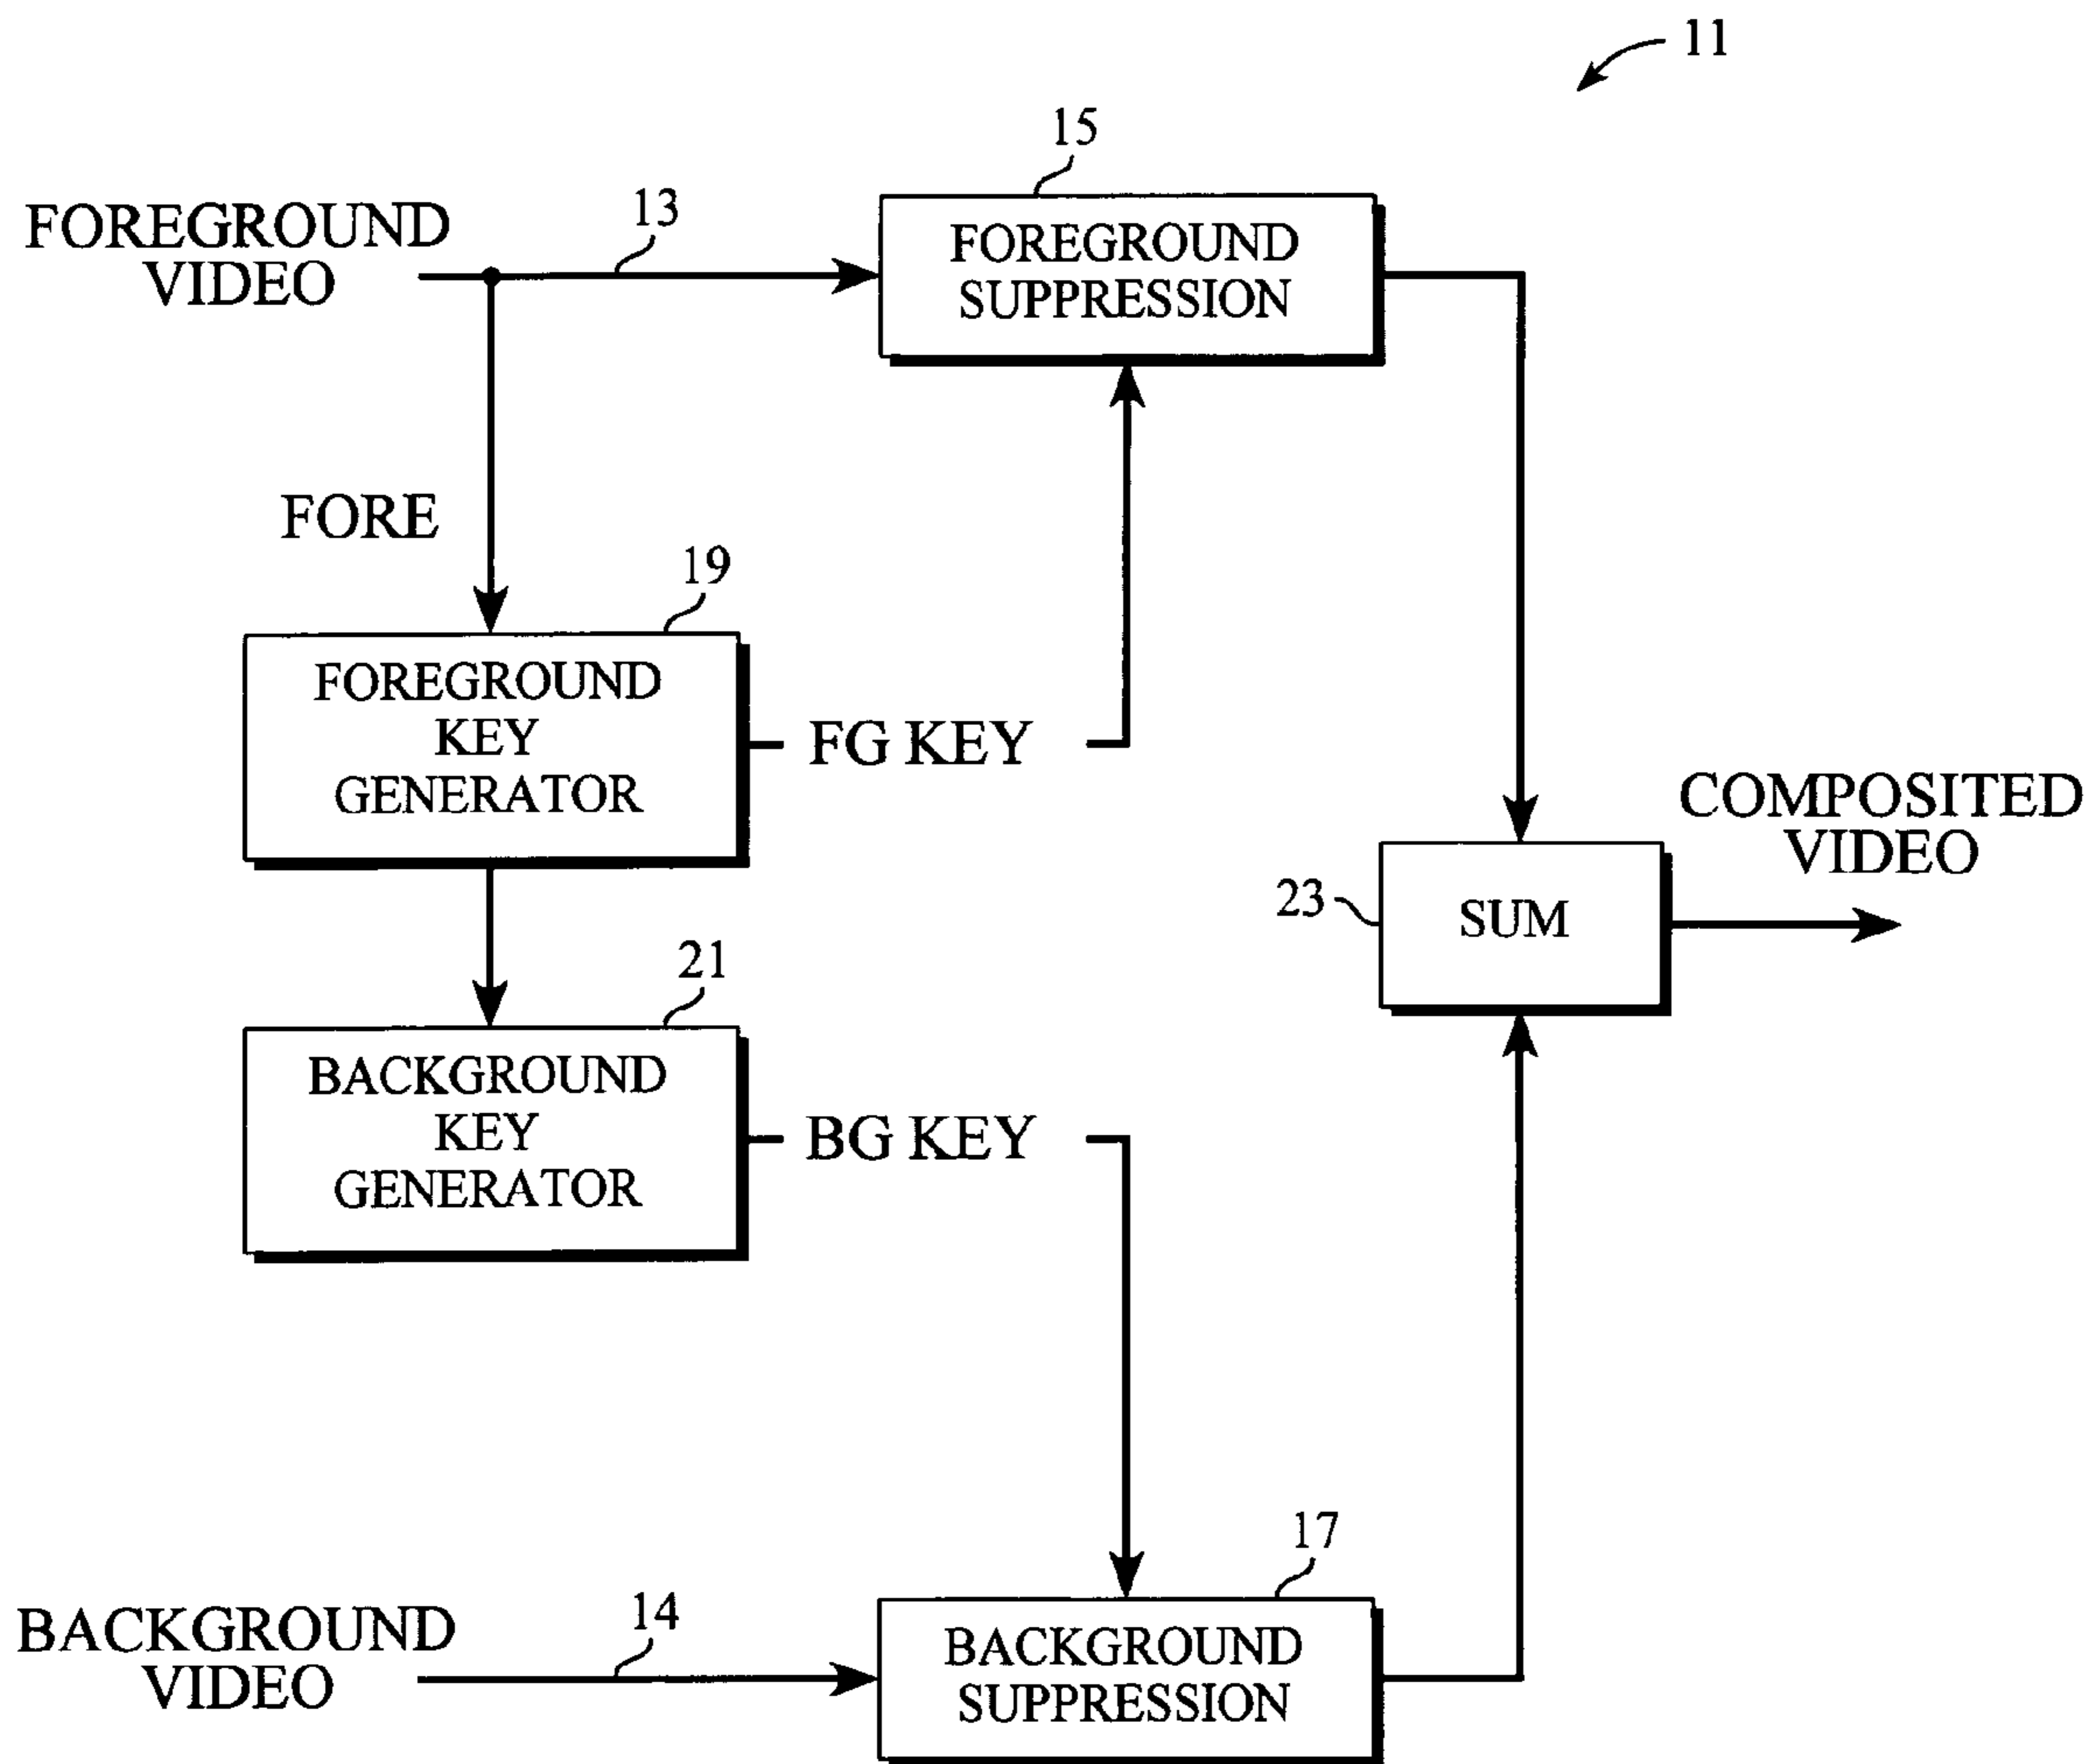 11
15
FOREGROUND
VIDEO
13
FOREGROUND
SUPPRESSION
FORE
19
FOREGROUND
KEY
GENERATOR
FG KEY
COMPOSITED
VIDEO
23
SUM
21
BACKGROUND
KEY
GENERATOR
BG KEY
17
BACKGROUND
VIDEO
14
BACKGROUND
SUPPRESSION